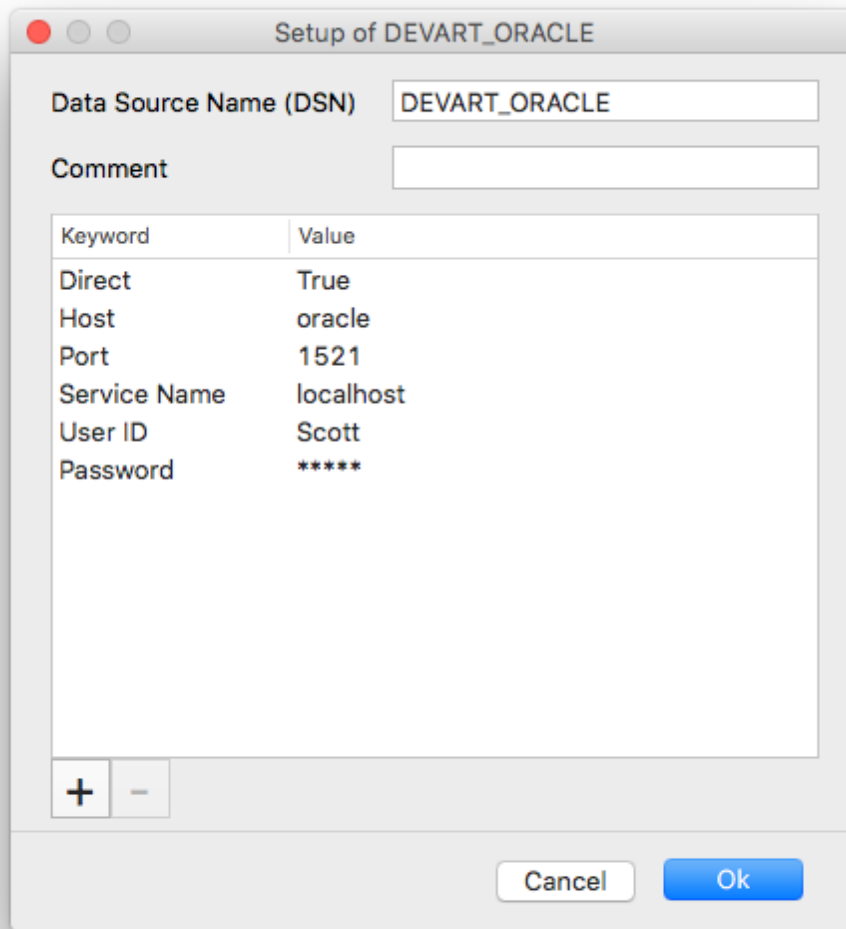 Setup of DEVART_ORACLE
Data Source Name (DSN) DEVART_ORACLE
Comment
Keyword Value
Direct True
Host oracle
Port 1521
Service Name localhost
User ID Scott
Password *****
+ -
Cancel Ok